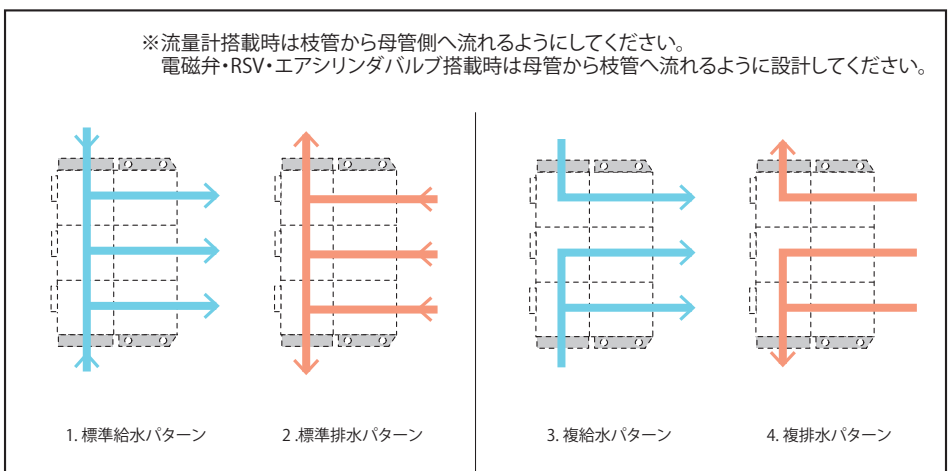 ※流量計搭載時は枝管から母管側へ流れるようにしてください。
電磁弁・RSV・エアシリンダバルブ搭載時は母管から枝管へ流れるように設計してください。
1. 標準給水パターン
2 .標準排水パターン
3. 複給水パターン
4. 複排水パターン